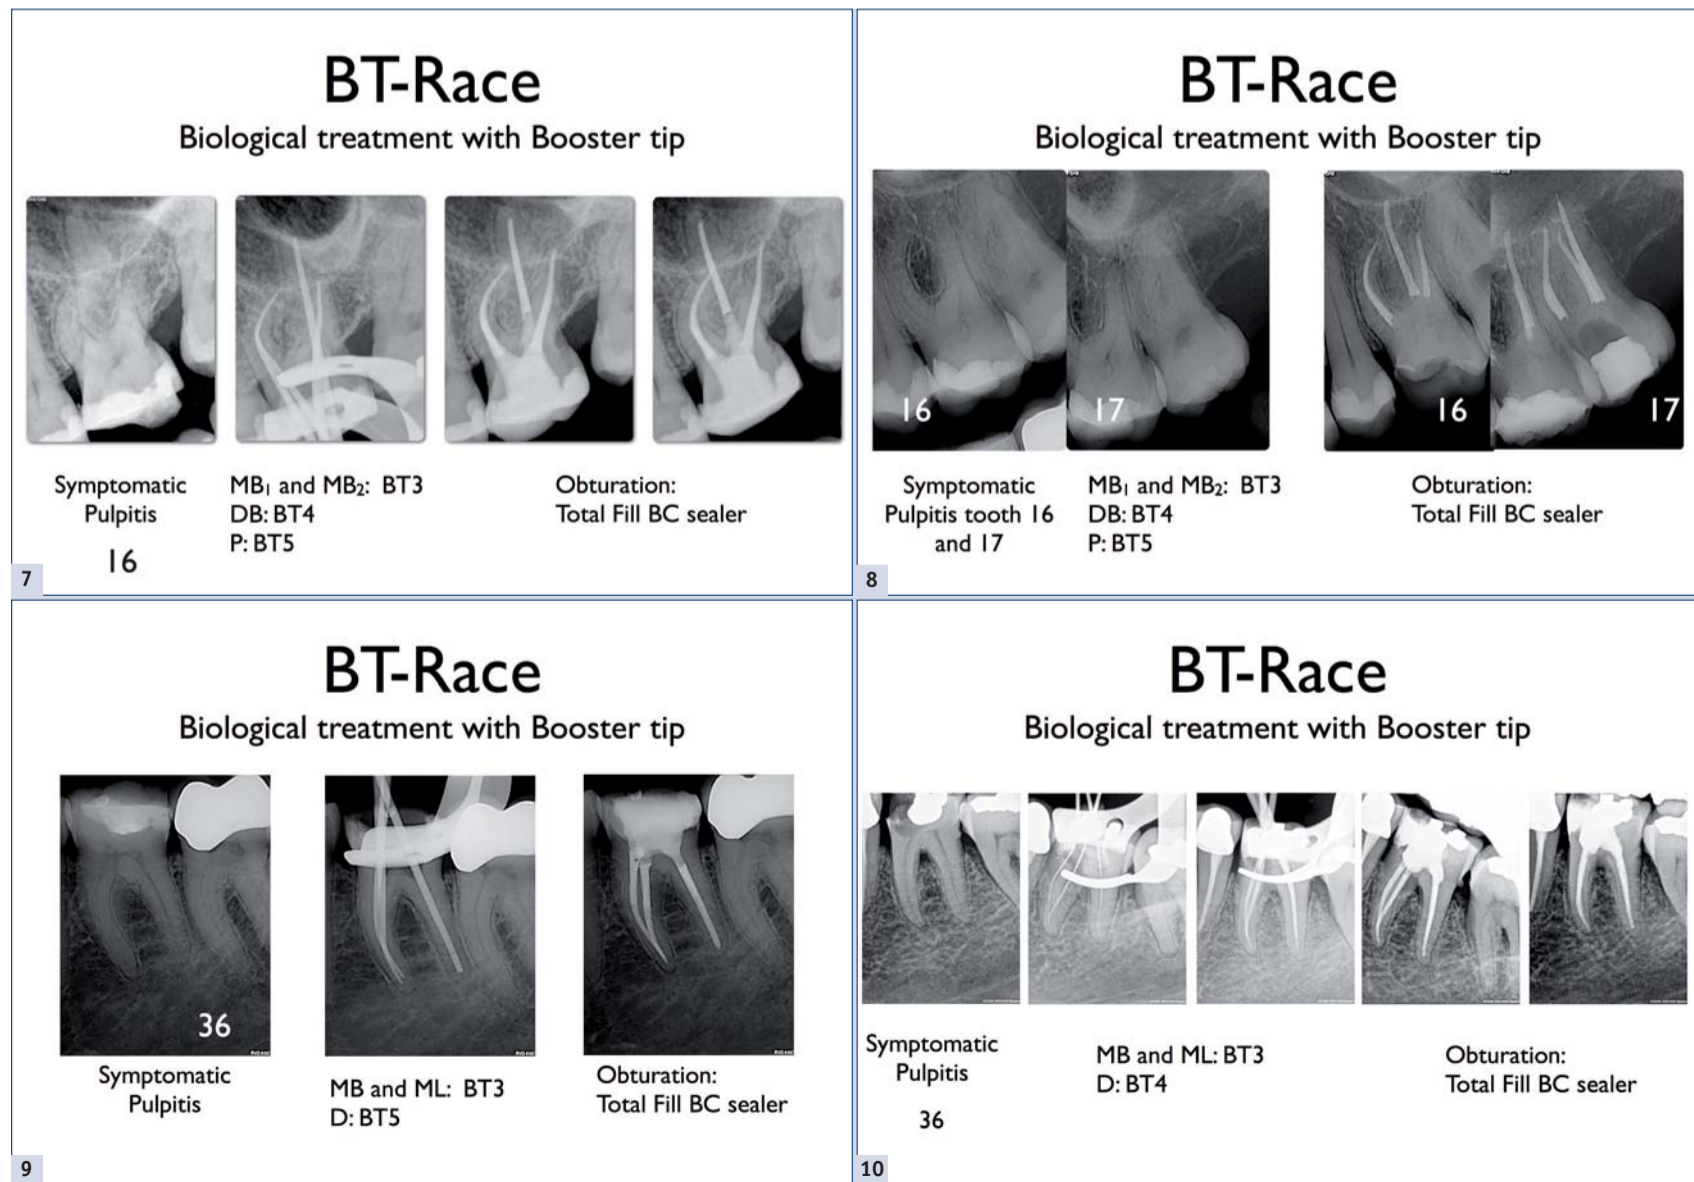 BT-Race
Biological treatment with Booster tip
Symptomatic
Pulpitis
16
MB₁ and MB₂: BT3
DB: BT4
P: BT5
Obturation:
Total Fill BC sealer
7
BT-Race
Biological treatment with Booster tip
16
17
16
17
Symptomatic
Pulpitis tooth 16
and 17
MB₁ and MB₂: BT3
DB: BT4
P: BT5
Obturation:
Total Fill BC sealer
8
BT-Race
Biological treatment with Booster tip
36
Symptomatic
Pulpitis
MB and ML: BT3
D: BT5
Obturation:
Total Fill BC sealer
9
BT-Race
Biological treatment with Booster tip
Symptomatic
Pulpitis
36
MB and ML: BT3
D: BT4
Obturation:
Total Fill BC sealer
10